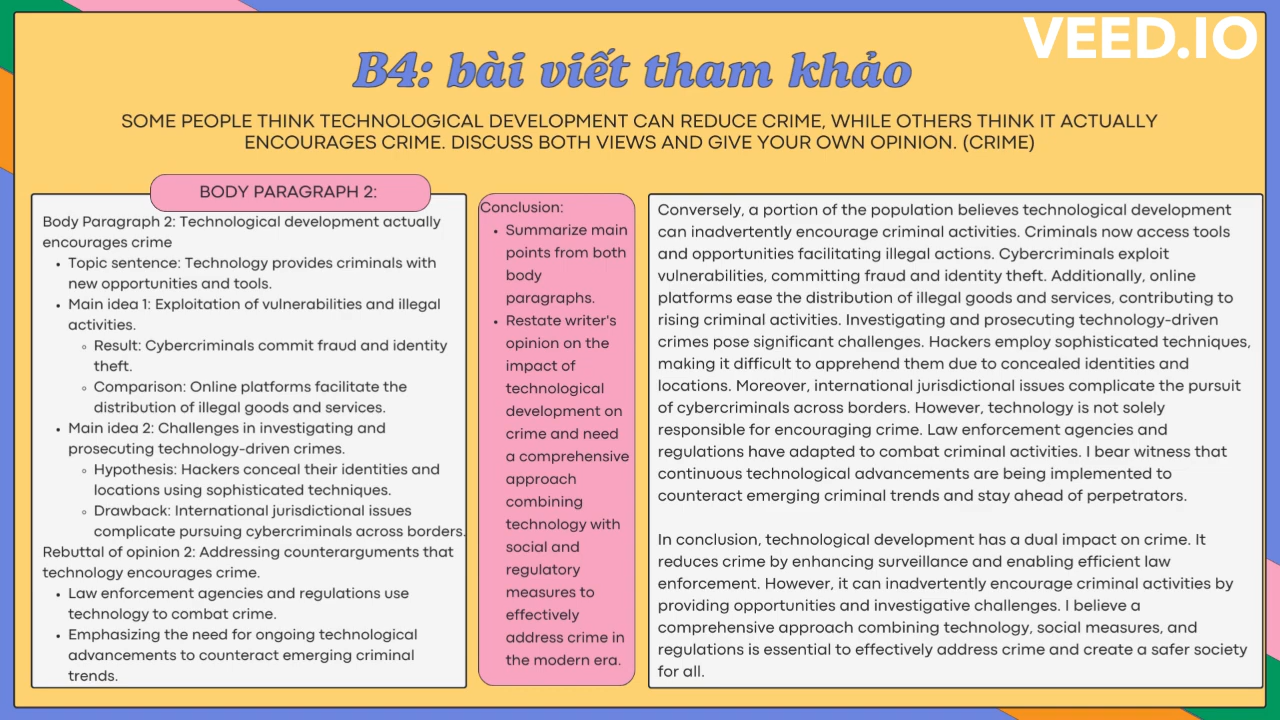 VEED.IO
B4: bài viết tham khảo
SOME PEOPLE THINK TECHNOLOGICAL DEVELOPMENT CAN REDUCE CRIME, WHILE OTHERS THINK IT ACTUALLY
ENCOURAGES CRIME. DISCUSS BOTH VIEWS AND GIVE YOUR OWN OPINION. (CRIME)
BODY PARAGRAPH 2:
Body Paragraph 2: Technological development actually
encourages crime
• Topic sentence: Technology provides criminals with
new opportunities and tools.
• Main idea 1: Exploitation of vulnerabilities and illegal
activities.
◦ Result: Cybercriminals commit fraud and identity
theft.
◦ Comparison: Online platforms facilitate the
distribution of illegal goods and services.
• Main idea 2: Challenges in investigating and
prosecuting technology-driven crimes.
◦ Hypothesis: Hackers conceal their identities and
locations using sophisticated techniques.
◦ Drawback: International jurisdictional issues
complicate pursuing cybercriminals across borders.
Rebuttal of opinion 2: Addressing counterarguments that
technology encourages crime.
• Law enforcement agencies and regulations use
technology to combat crime.
• Emphasizing the need for ongoing technological
advancements to counteract emerging criminal
trends.
Conclusion:
• Summarize main
points from both
body
paragraphs.
• Restate writer's
opinion on the
impact of
technological
development on
crime and need
a comprehensive
approach
combining
technology with
social and
regulatory
measures to
effectively
address crime in
the modern era.
Conversely, a portion of the population believes technological development
can inadvertently encourage criminal activities. Criminals now access tools
and opportunities facilitating illegal actions. Cybercriminals exploit
vulnerabilities, committing fraud and identity theft. Additionally, online
platforms ease the distribution of illegal goods and services, contributing to
rising criminal activities. Investigating and prosecuting technology-driven
crimes pose significant challenges. Hackers employ sophisticated techniques,
making it difficult to apprehend them due to concealed identities and
locations. Moreover, international jurisdictional issues complicate the pursuit
of cybercriminals across borders. However, technology is not solely
responsible for encouraging crime. Law enforcement agencies and
regulations have adapted to combat criminal activities. I bear witness that
continuous technological advancements are being implemented to
counteract emerging criminal trends and stay ahead of perpetrators.
In conclusion, technological development has a dual impact on crime. It
reduces crime by enhancing surveillance and enabling efficient law
enforcement. However, it can inadvertently encourage criminal activities by
providing opportunities and investigative challenges. I believe a
comprehensive approach combining technology, social measures, and
regulations is essential to effectively address crime and create a safer society
for all.